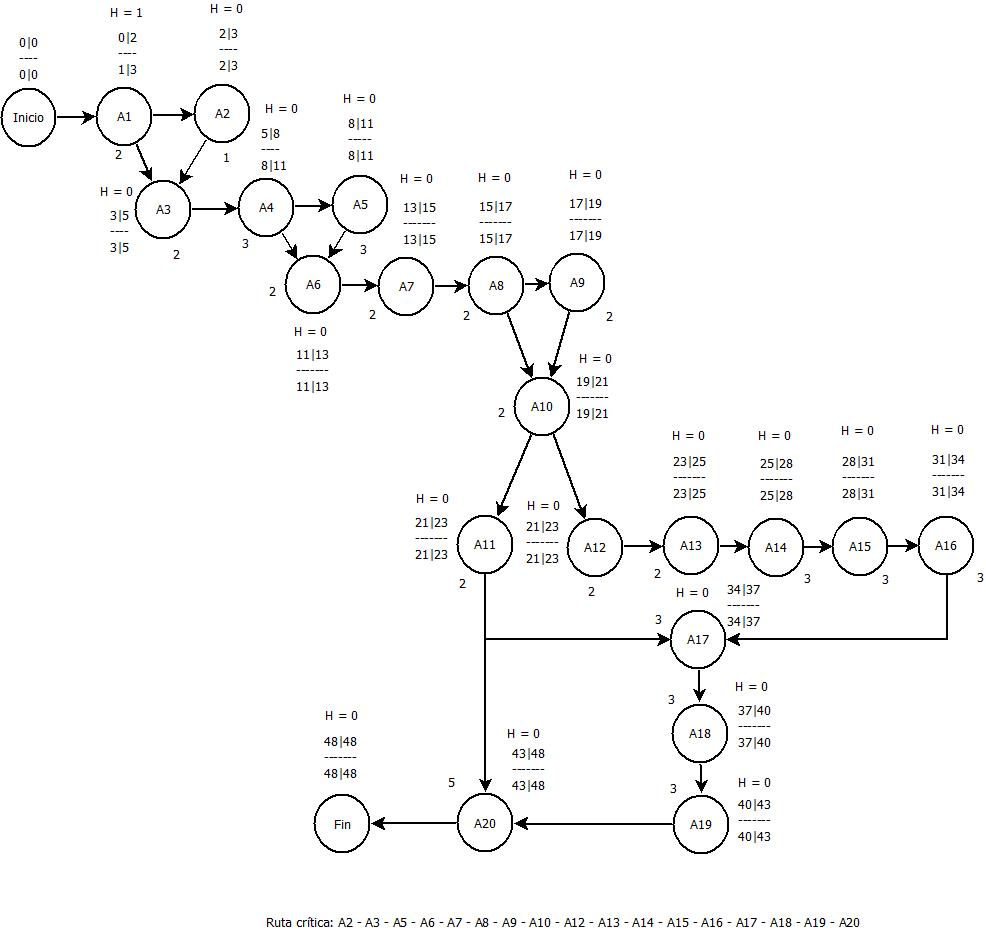 H = 1
0|2
----
1|3
H = 0
2|3
----
2|3
0|0
----
0|0
Inicio
A1
2
A2
1
H = 0
3|5
----
3|5
A3
2
H = 0
5|8
----
8|11
A4
3
H = 0
8|11
-----
8|11
A5
3
A6
2
H = 0
11|13
-------
11|13
H = 0
13|15
-------
13|15
A7
2
H = 0
15|17
-------
15|17
A8
2
H = 0
17|19
-------
17|19
A9
2
A10
2
H = 0
19|21
-------
19|21
H = 0
21|23
-------
21|23
A11
2
H = 0
21|23
-------
21|23
A12
2
H = 0
23|25
-------
23|25
A13
2
H = 0
25|28
-------
25|28
A14
3
H = 0
28|31
-------
28|31
A15
3
H = 0
31|34
-------
31|34
A16
3
H = 0
34|37
-------
34|37
3
A17
H = 0
37|40
-------
37|40
3
A18
H = 0
40|43
-------
40|43
3
A19
H = 0
43|48
-------
43|48
5
A20
H = 0
48|48
-------
48|48
Fin
Ruta crítica: A2 - A3 - A5 - A6 - A7 - A8 - A9 - A10 - A12 - A13 - A14 - A15 - A16 - A17 - A18 - A19 - A20